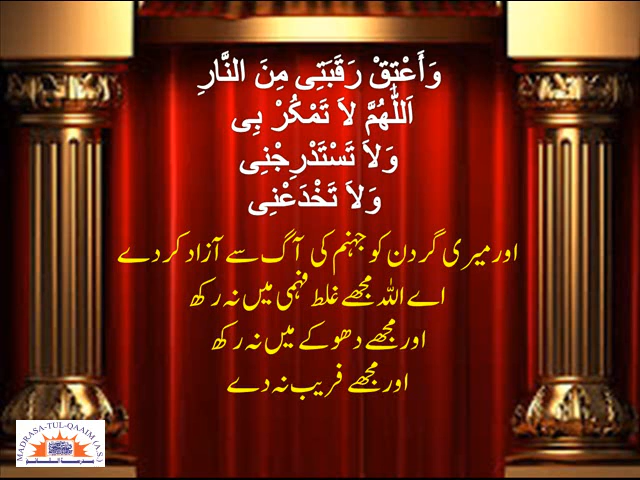 وَأَعْتِقْ رَقَبَتِى مِنَ النَّارِ
اَللّٰهُمَّ لاَ تَمْكُرْ بِى
وَلاَ تَسْتَدْرِجْنِى
وَلاَ تَخْدَعْنِى
اور میری گردن کو جہنم کی آگ سے آزاد کر دے
اے اللہ مجھے غلط فہمی میں نہ رکھ
اور مجھے دھوکے میں نہ رکھ
اور مجھے فریب نہ دے
MADRASA-TUL-QAAIM (A.S.)